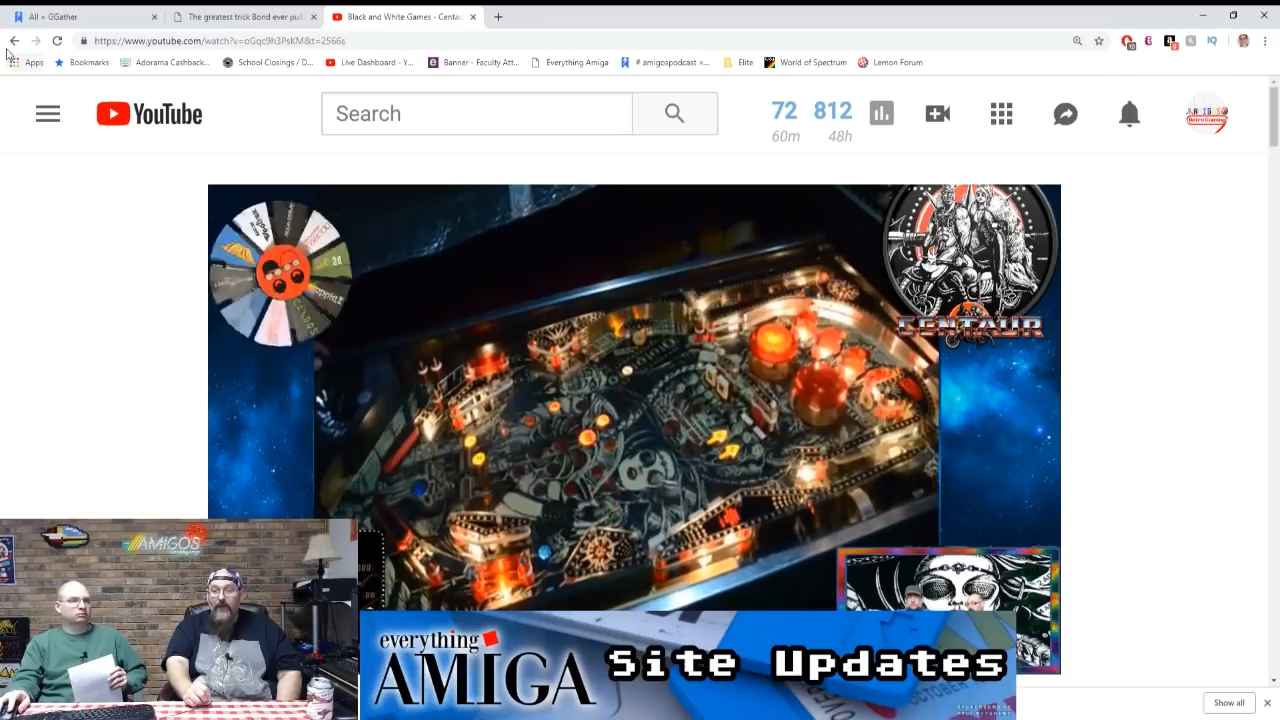 All « GGather
The greatest trick Bond ever pul
Black and White Games - Centau
https://www.youtube.com/watch?v=oGqc9h3PsKM&t=2566s
Apps
Bookmarks
Adorama Cashback...
School Closings / D...
Live Dashboard - Y...
Banner - Faculty Att...
Everything Amiga
# amigospodcast ×...
Elite
World of Spectrum
Lemon Forum
YouTube
Search
72
812
60m
48h
CENTAUR
AMIGOS
everything
AMIGA
Site Updates
OCTOBER
Show all